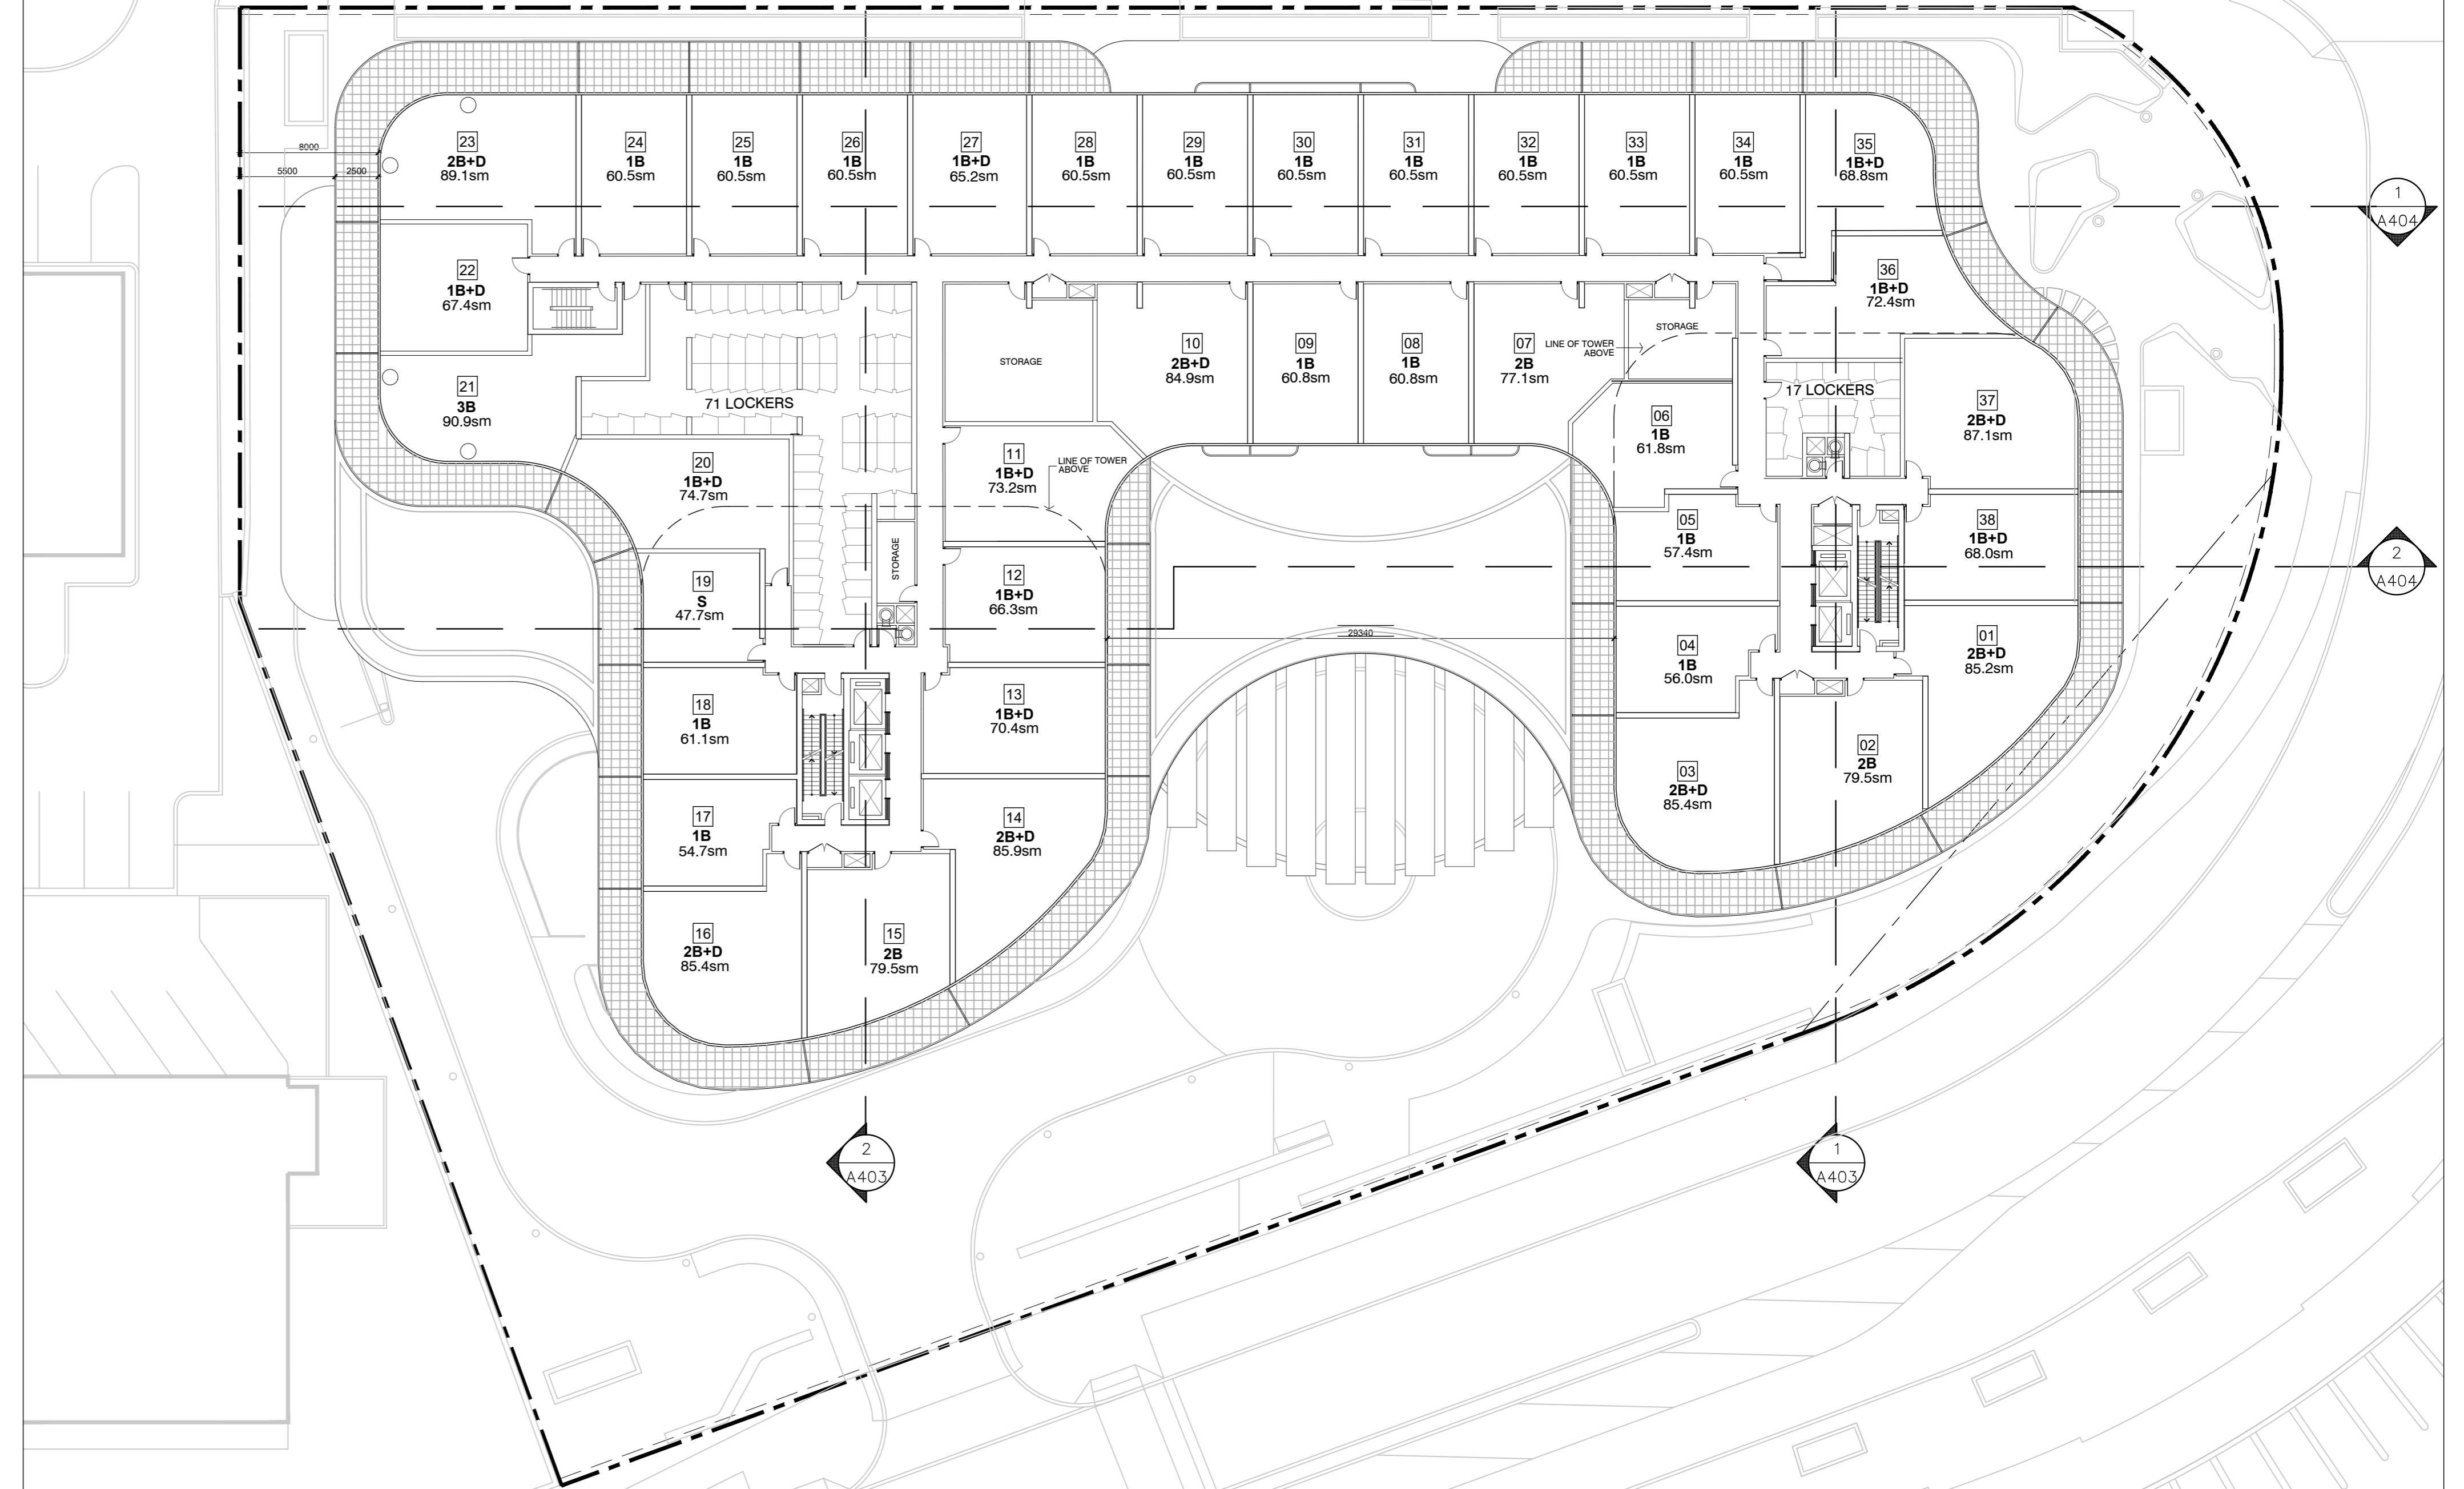 23
2B+D
89.1sm
24
1B
60.5sm
25
1B
60.5sm
26
1B
60.5sm
27
1B+D
65.2sm
28
1B
60.5sm
29
1B
60.5sm
30
1B
60.5sm
31
1B
60.5sm
32
1B
60.5sm
33
1B
60.5sm
34
1B
60.5sm
35
1B+D
68.8sm
8000
5500
2500
1
A404
22
1B+D
67.4sm
36
1B+D
72.4sm
STORAGE
STORAGE
LINE OF TOWER
ABOVE
10
2B+D
84.9sm
09
1B
60.8sm
08
1B
60.8sm
07
2B
77.1sm
21
3B
90.9sm
71 LOCKERS
17 LOCKERS
37
2B+D
87.1sm
06
1B
61.8sm
20
1B+D
74.7sm
11
1B+D
73.2sm
LINE OF TOWER
ABOVE
05
1B
57.4sm
38
1B+D
68.0sm
STORAGE
2
A404
19
S
47.7sm
12
1B+D
66.3sm
29340
04
1B
56.0sm
01
2B+D
85.2sm
18
1B
61.1sm
13
1B+D
70.4sm
03
2B+D
85.4sm
02
2B
79.5sm
17
1B
54.7sm
14
2B+D
85.9sm
16
2B+D
85.4sm
15
2B
79.5sm
2
A403
1
A403